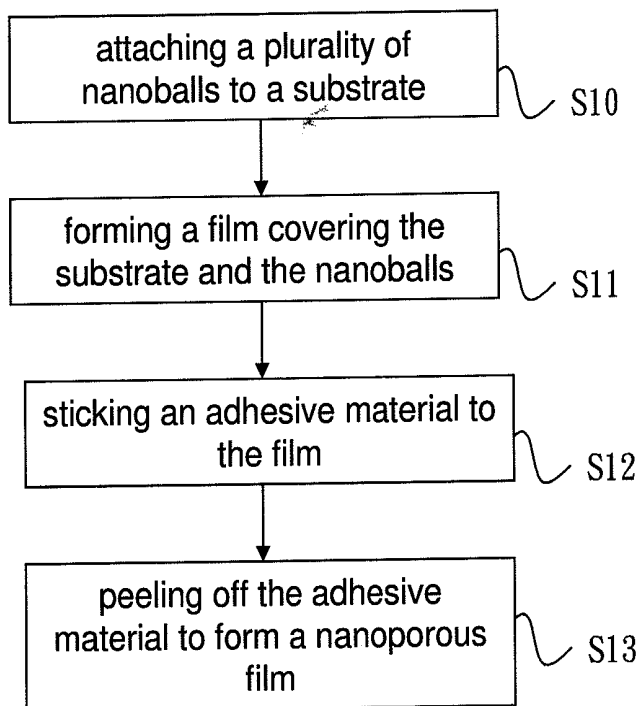 attaching a plurality of
nanoballs to a substrate
S10
forming a film covering the
substrate and the nanoballs
S11
sticking an adhesive material to
the film
S12
peeling off the adhesive
material to form a nanoporous
film
S13